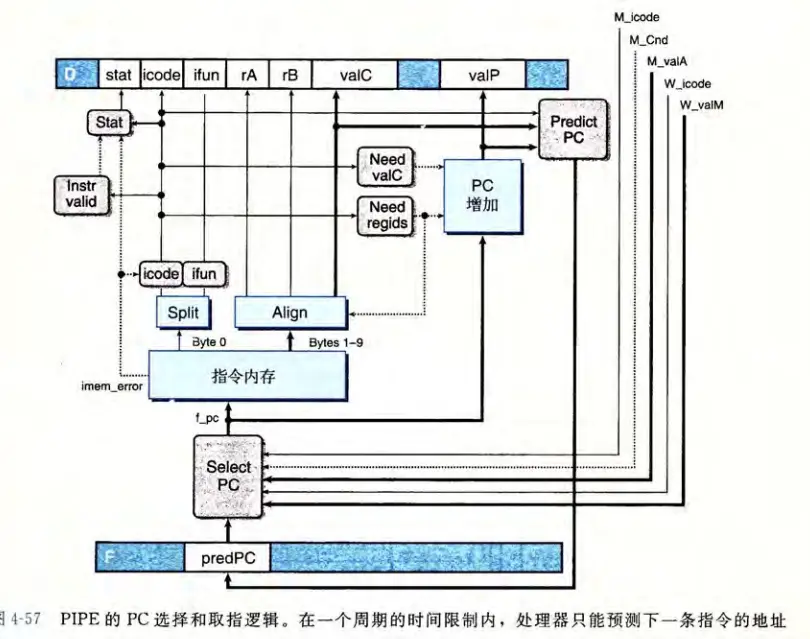 M_icode
M_Cnd
M_valA
W_icode
W_valM
D stat icode ifun rA rB valC valP
Stat
Predict
PC
Need
valC
Instr
valid
PC
增加
Need
regids
icode ifun
Split
Align
Byte 0
Bytes 1-9
指令内存
imem_error
f_pc
Select
PC
F predPC
图 4-57 PIPE 的 PC 选择和取指逻辑。在一个周期的时间限制内，处理器只能预测下一条指令的地址